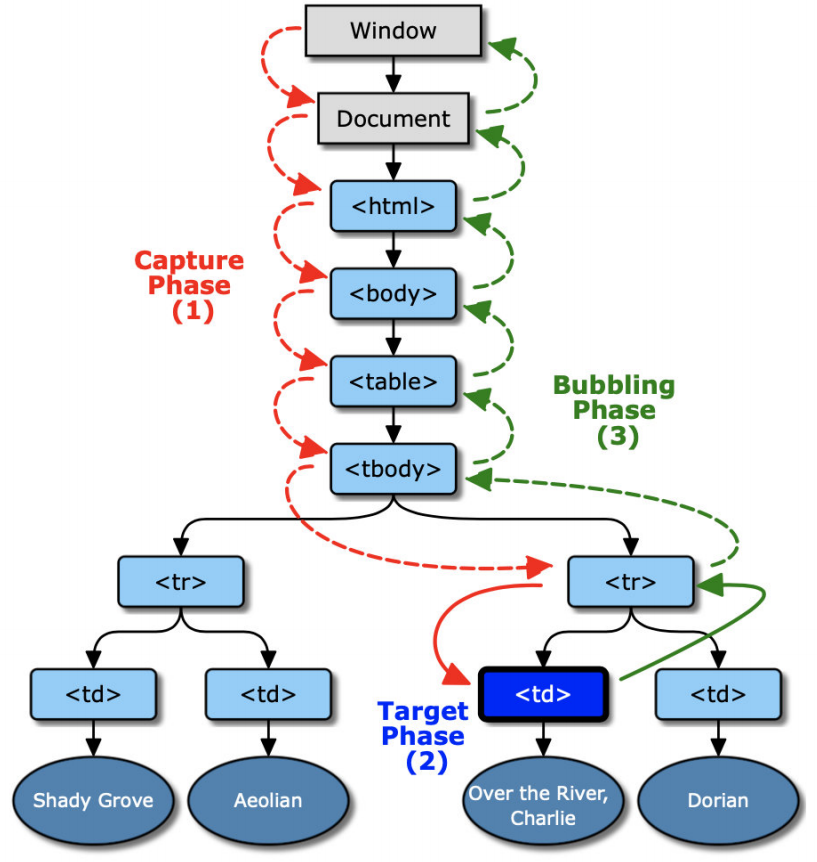 Window
Document
<html>
Capture
Phase
(1)
<body>
<table>
Bubbling
Phase
(3)
<tbody>
<tr>
<tr>
<td>
<td>
<td>
<td>
Target
Phase
(2)
Shady Grove
Aeolian
Over the River,
Charlie
Dorian